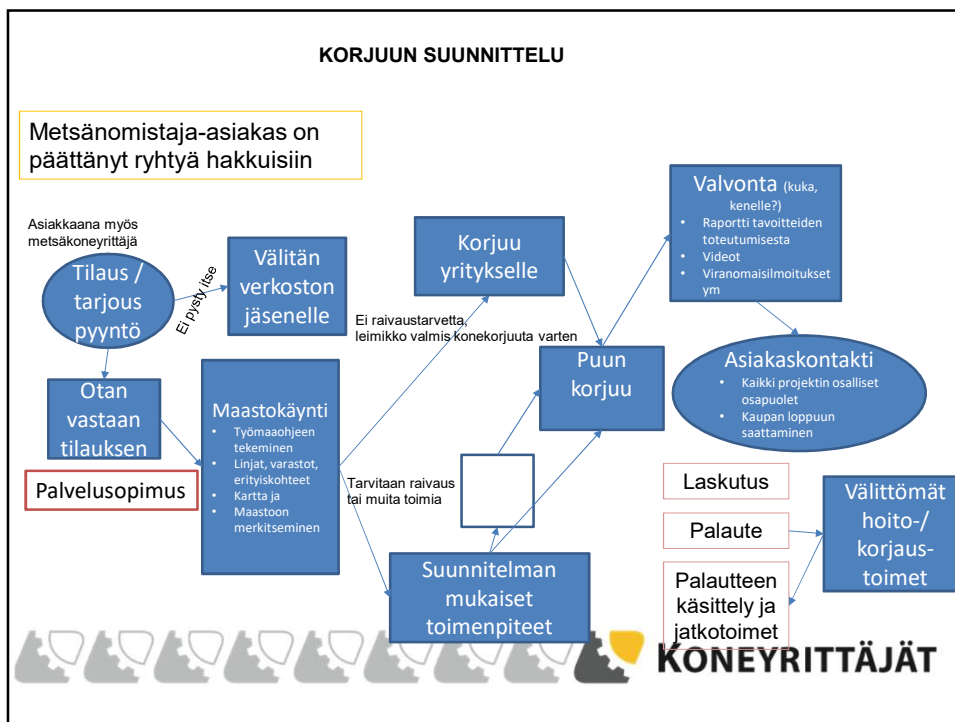 KORJUUN SUUNNITTELU
Metsänomistaja-asiakas on
päättänyt ryhtyä hakkuisiin
Asiakkaana myös
metsäkoneyrittäjä
Tilaus /
tarjous
pyyntö
Ei pysty itse
Välitän
verkoston
jäsenelle
Otan
vastaan
tilauksen
Palvelusopimus
Maastokäynti
• Työmaaohjeen
tekeminen
• Linjat, varastot,
erityiskohteet
• Kartta ja
• Maastoon
merkitseminen
Korjuu
yritykselle
Ei raivaustarvetta,
leimikko valmis konekorjuuta varten
Tarvitaan raivaus
tai muita toimia
Suunnitelman
mukaiset
toimenpiteet
Puun
korjuu
Valvonta (kuka,
kenelle?)
• Raportti tavoitteiden
toteutumisesta
• Videot
• Viranomaisilmoitukset
ym
Asiakaskontakti
• Kaikki projektin osalliset
osapuolet
• Kaupan loppuun
saattaminen
Laskutus
Palaute
Palautteen
käsittely ja
jatkotoimet
Välittömät
hoito-/
korjaus-
toimet
KONEYRITTÄJÄT